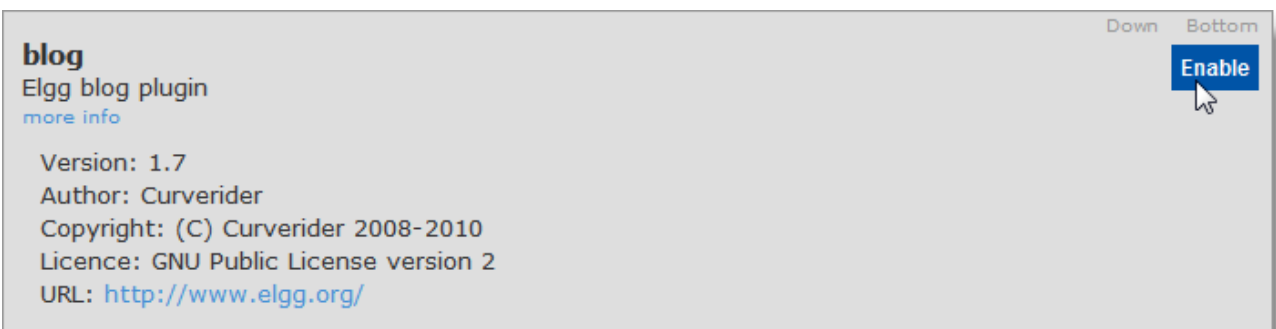 Down Bottom
blog
Enable
Elgg blog plugin
more info
Version: 1.7
Author: Curverider
Copyright: (C) Curverider 2008-2010
Licence: GNU Public License version 2
URL: http://www.elgg.org/